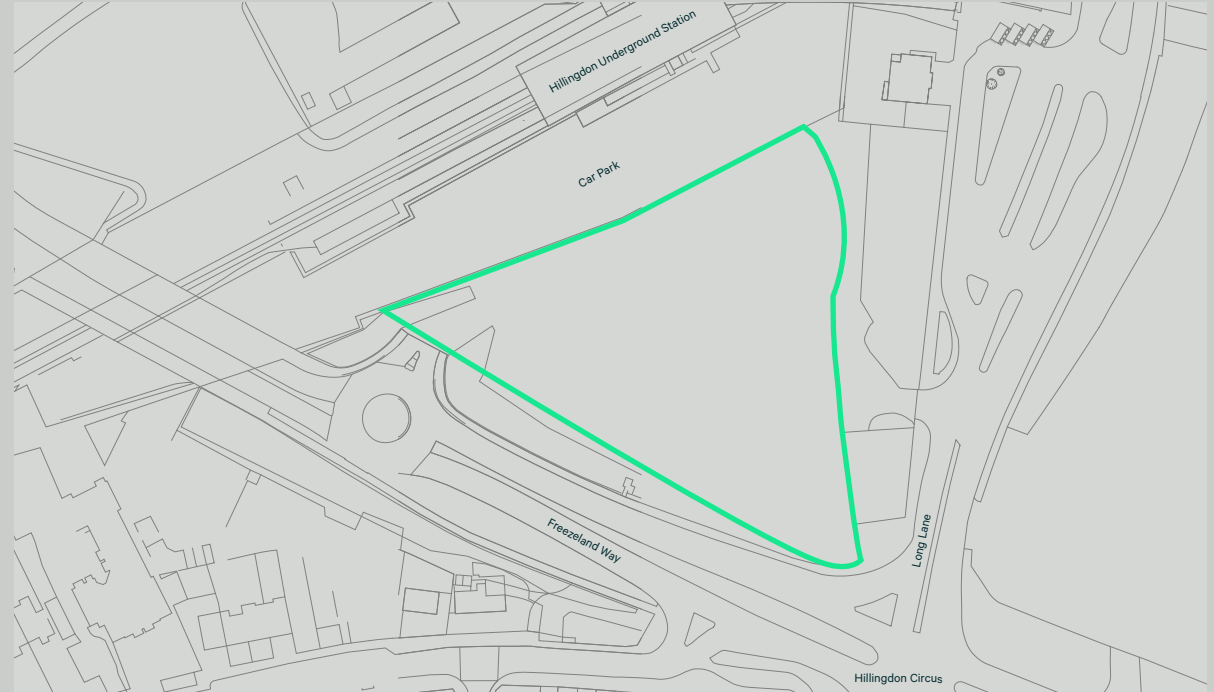 Hillingdon Underground Station
Car Park
Freezeland Way
Long Lane
Hillingdon Circus